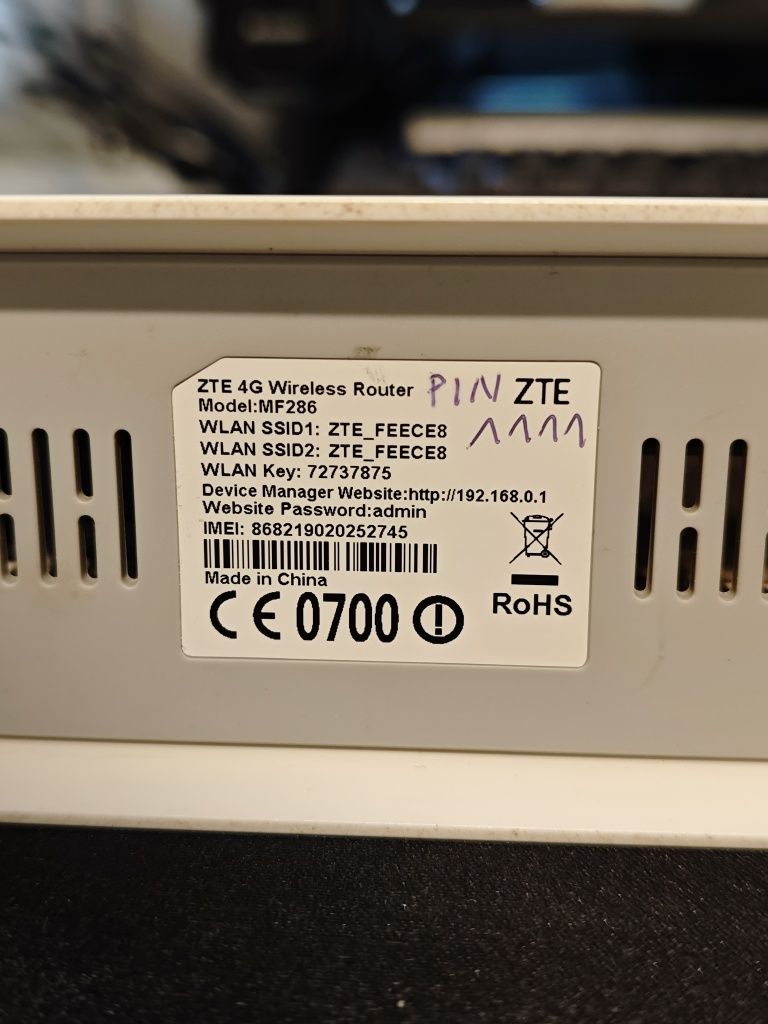 ZTE 4G Wireless Router PIN ZTE
Model:MF286
1111
WLAN SSID1: ZTE_FEECE8
WLAN SSID2: ZTE_FEECE8
WLAN Key: 72737875
Device Manager Website:http://192.168.0.1
Website Password:admin
IMEI: 868219020252745
Made in China
CE 0700
RoHS